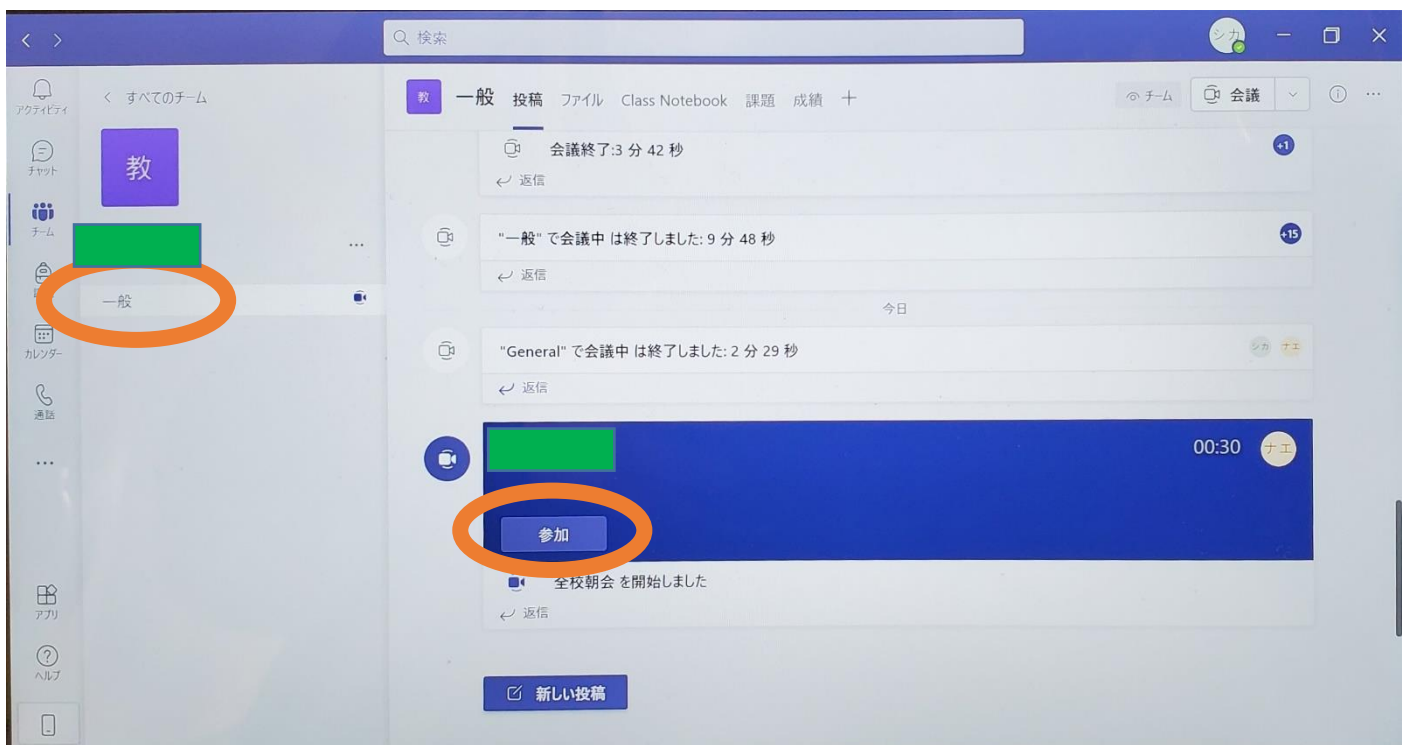 検索
シカ
アクティビティ
チャット
チーム
カレンダー
通話
アプリ
ヘルプ
すべてのチーム
教
一般
教
一般 投稿 ファイル Class Notebook 課題 成績
チーム
会議
会議終了:3 分 42 秒
+1
返信
"一般" で会議中 は終了しました: 9 分 48 秒
+15
返信
今日
"General" で会議中 は終了しました: 2 分 29 秒
シカ ナエ
返信
00:30 ナエ
参加
全校朝会 を開始しました
返信
新しい投稿